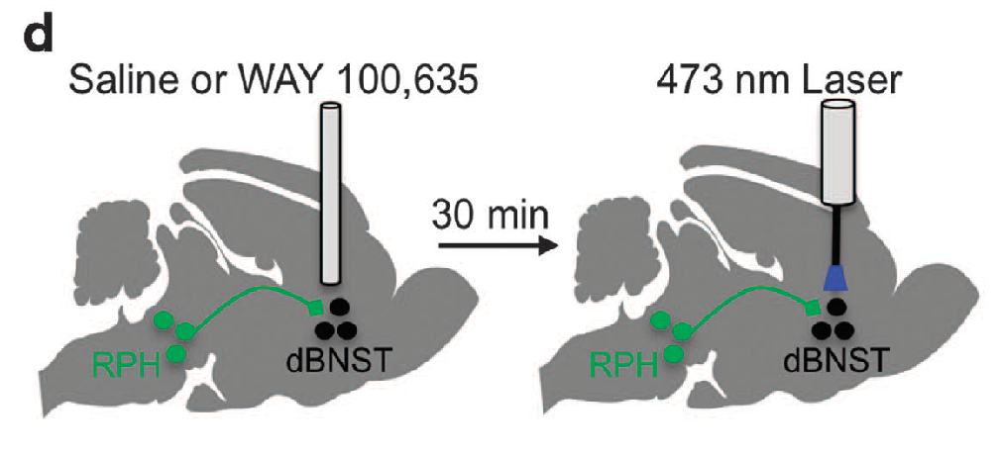 d
Saline or WAY 100,635
473 nm Laser
30 min
RPH
dBNST
RPH
dBNST